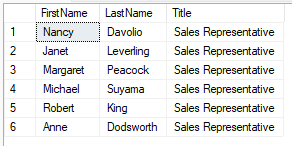 FirstName LastName Title
1 Nancy Davolio Sales Representative
2 Janet Leverling Sales Representative
3 Margaret Peacock Sales Representative
4 Michael Suyama Sales Representative
5 Robert King Sales Representative
6 Anne Dodsworth Sales Representative